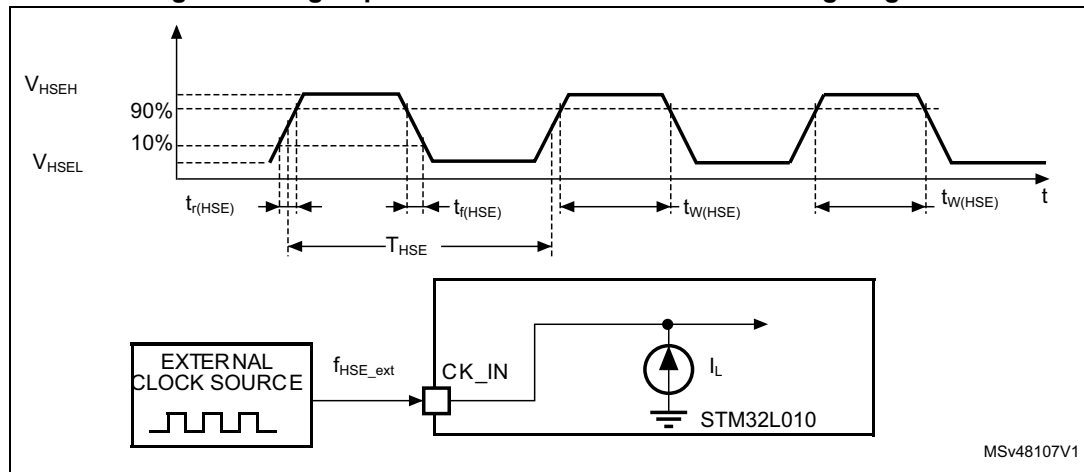 V_HSEH
90%
10%
V_HSEL
t_r(HSE)
t_f(HSE)
t_W(HSE)
t_W(HSE)
t
T_HSE
EXTERNAL
CLOCK SOURCE
f_HSE_ext
CK_IN
I_L
STM32L010
MSv48107V1